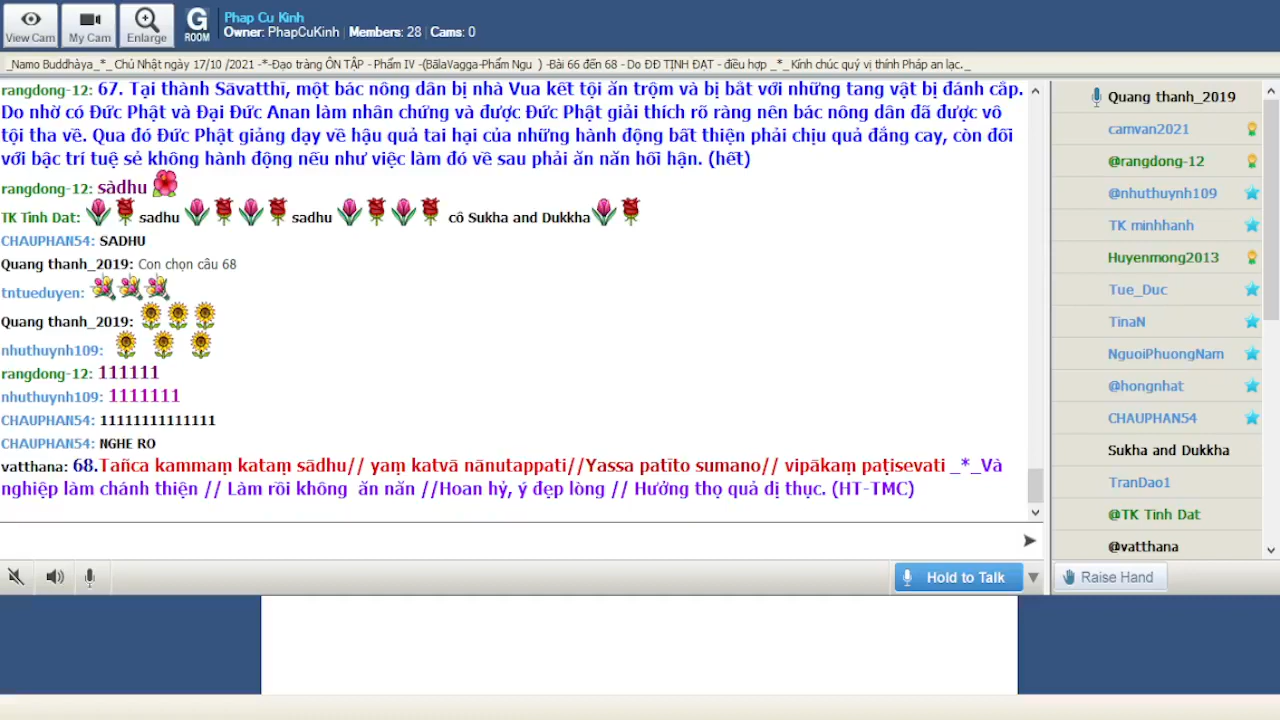 View Cam
My Cam
Enlarge
G ROOM
Phap Cu Kinh
Owner: PhapCuKinh | Members: 28 | Cams: 0
_Namo Buddhàya_*_ Chủ Nhật ngày 17/10 /2021 -*-Đạo tràng ÔN TẬP - Phẩm IV -(BālaVagga-Phẩm Ngu ) -Bài 66 đến 68 - Do ĐĐ TỊNH ĐẠT - điều hợp _*_Kính chúc quý vị thính Pháp an lạc._
rangdong-12: 67. Tại thành Sāvatthi, một bác nông dân bị nhà Vua kết tội ăn trộm và bị bắt với những tang vật bị đánh cắp.
Do nhờ có Đức Phật và Đại Đức Anan làm nhân chứng và được Đức Phật giải thích rõ ràng nên bác nông dân đã được vô
tội tha về. Qua đó Đức Phật giảng dạy về hậu quả tai hại của những hành động bất thiện phải chịu quả đắng cay, còn đối
với bậc trí tuệ sẻ không hành động nếu như việc làm đó về sau phải ăn năn hối hận. (hết)
rangdong-12: sàdhu
TK Tinh Dat: sadhu sadhu cô Sukha and Dukkha
CHAUPHAN54: SADHU
Quang thanh_2019: Con chọn câu 68
tntueduyen:
Quang thanh_2019:
nhuthuynh109:
rangdong-12: 111111
nhuthuynh109: 1111111
CHAUPHAN54: 11111111111111
CHAUPHAN54: NGHE RO
vatthana: 68.Tañca kammaṃ kataṃ sādhu// yaṃ katvā nānutappati//Yassa patīto sumano// vipākaṃ paṭisevati _*_Và
nghiệp làm chánh thiện // Làm rồi không ăn năn //Hoan hỷ, ý đẹp lòng // Hưởng thọ quả dị thục. (HT-TMC)
Hold to Talk
Quang thanh_2019
camvan2021
@rangdong-12
@nhuthuynh109
TK minhhanh
Huyenmong2013
Tue_Duc
TinaN
NguoiPhuongNam
@hongnhat
CHAUPHAN54
Sukha and Dukkha
TranDao1
@TK Tinh Dat
@vatthana
Raise Hand